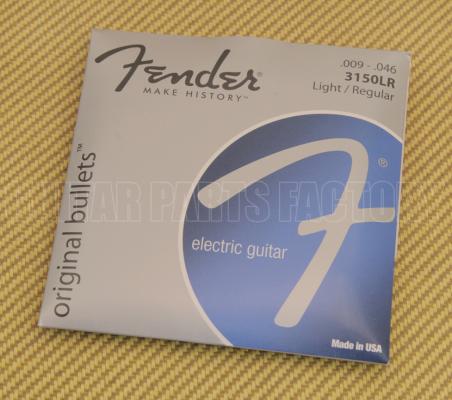 Fender®
MAKE HISTORY™
.009 - .046
3150LR
Light / Regular
original bullets™
GUITAR PARTS FACTORY
F®
electric guitar
Made in USA